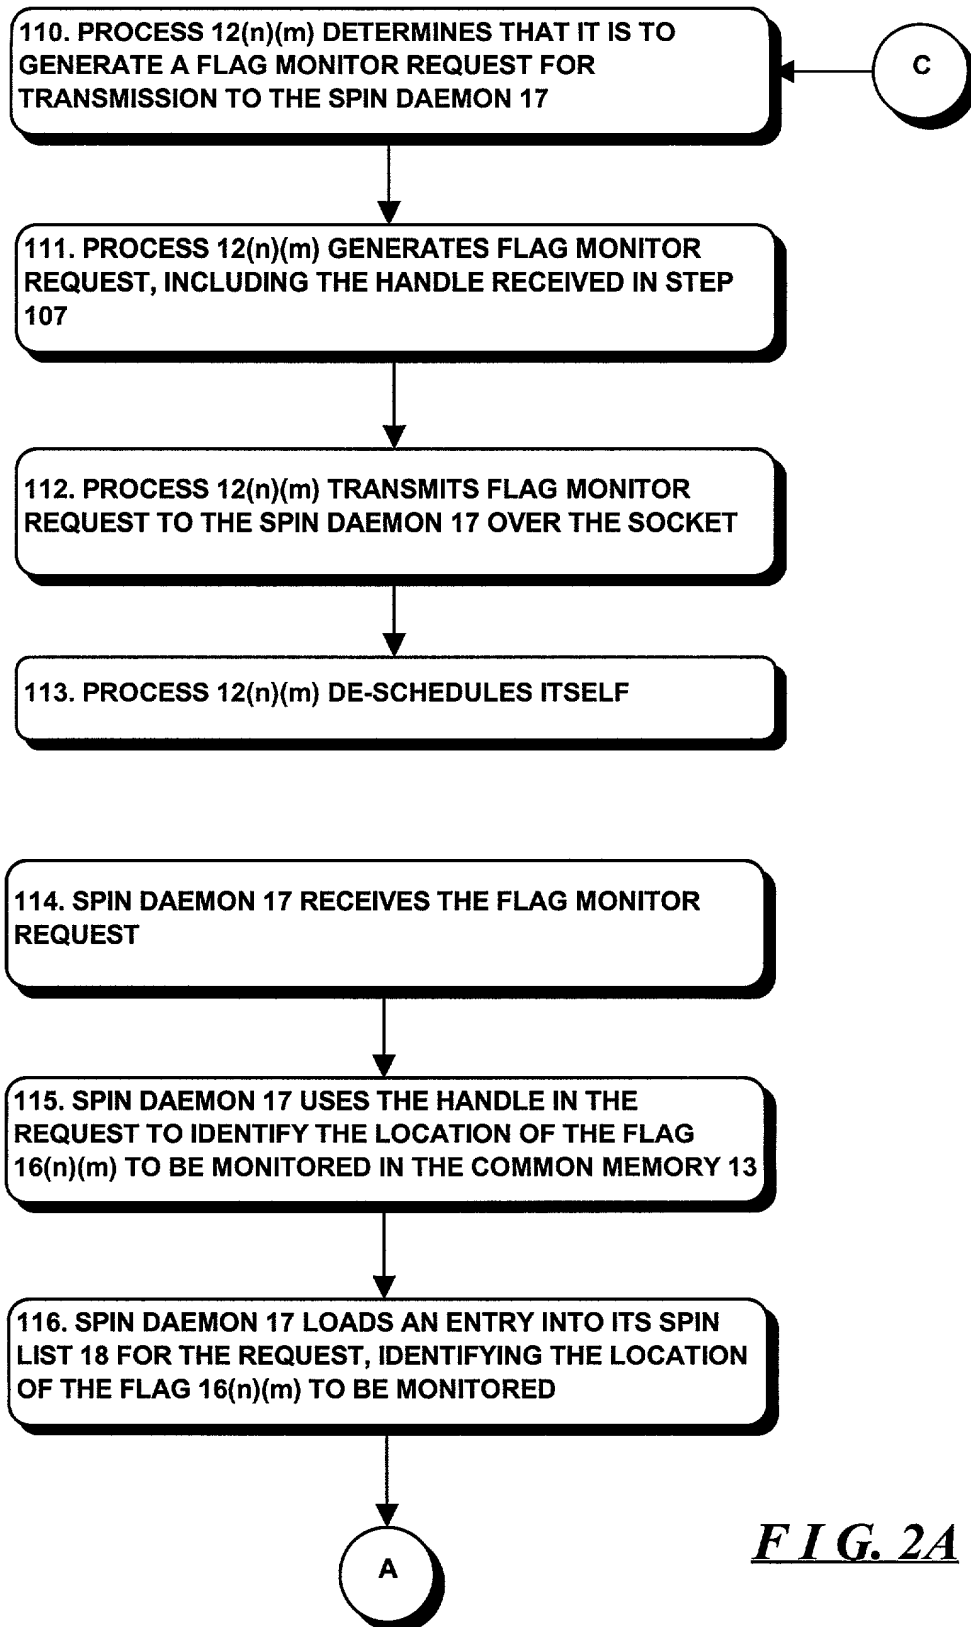 110. PROCESS 12(n)(m) DETERMINES THAT IT IS TO
GENERATE A FLAG MONITOR REQUEST FOR
TRANSMISSION TO THE SPIN DAEMON 17
C
111. PROCESS 12(n)(m) GENERATES FLAG MONITOR
REQUEST, INCLUDING THE HANDLE RECEIVED IN STEP
107
112. PROCESS 12(n)(m) TRANSMITS FLAG MONITOR
REQUEST TO THE SPIN DAEMON 17 OVER THE SOCKET
113. PROCESS 12(n)(m) DE-SCHEDULES ITSELF
114. SPIN DAEMON 17 RECEIVES THE FLAG MONITOR
REQUEST
115. SPIN DAEMON 17 USES THE HANDLE IN THE
REQUEST TO IDENTIFY THE LOCATION OF THE FLAG
16(n)(m) TO BE MONITORED IN THE COMMON MEMORY 13
116. SPIN DAEMON 17 LOADS AN ENTRY INTO ITS SPIN
LIST 18 FOR THE REQUEST, IDENTIFYING THE LOCATION
OF THE FLAG 16(n)(m) TO BE MONITORED
A
F I G. 2A